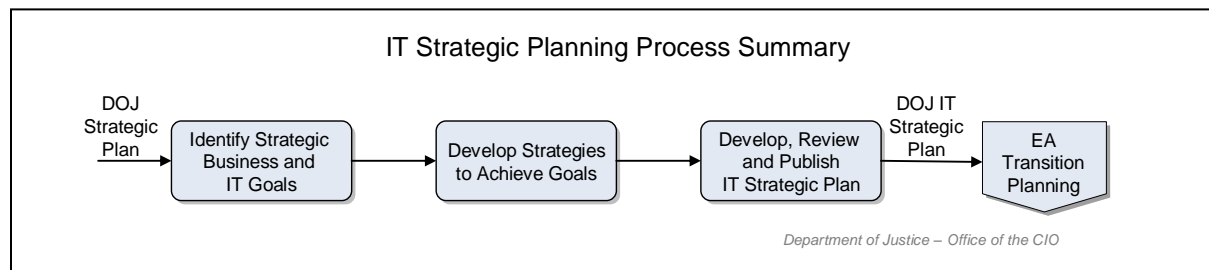 IT Strategic Planning Process Summary
DOJ
Strategic
Plan
Identify Strategic
Business and
IT Goals
Develop Strategies
to Achieve Goals
Develop, Review
and Publish
IT Strategic Plan
DOJ IT
Strategic
Plan
EA
Transition
Planning
Department of Justice – Office of the CIO